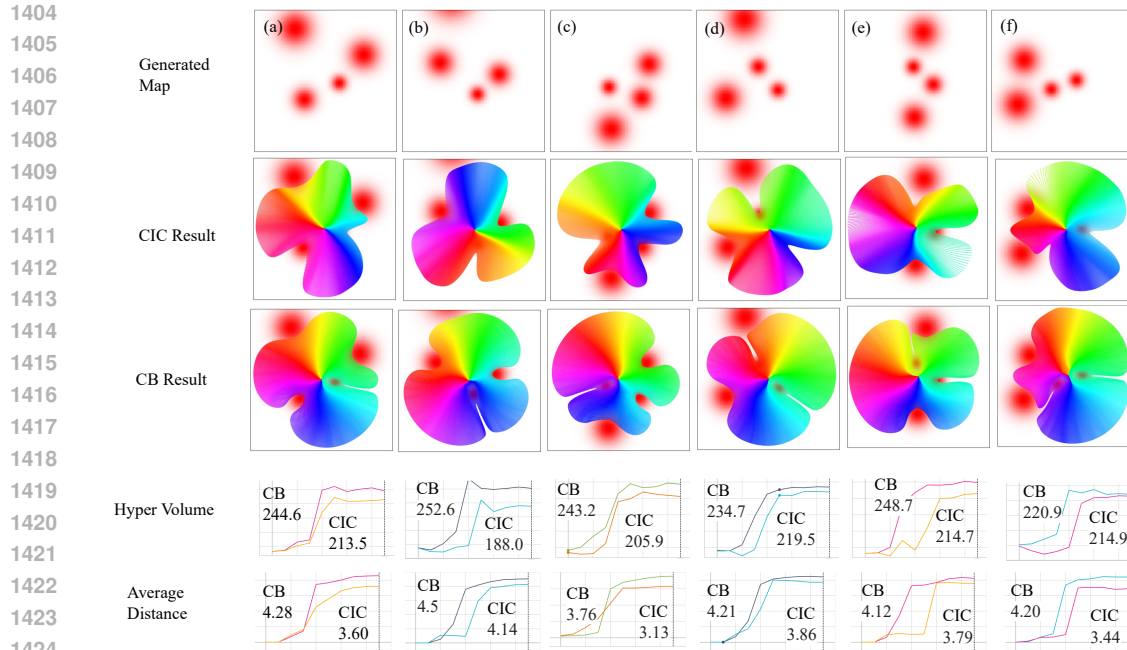 1404
(a) (b) (c) (d) (e) (f)
1405
Generated
1406
Map
1407
1408
1409
1410
CIC Result
1411
1412
1413
1414
1415
CB Result
1416
1417
1418
1419
CB CB CB CB CB CB
Hyper Volume
244.6 252.6 243.2 234.7 248.7 220.9
1420
CIC CIC CIC CIC CIC CIC
213.5 188.0 205.9 219.5 214.7 214.9
1421
1422
Average
CB CB CB CB CB CB
4.28 4.5 3.76 4.21 4.12 4.20
Distance
1423
CIC CIC CIC CIC CIC CIC
3.60 4.14 3.13 3.86 3.79 3.44
1424